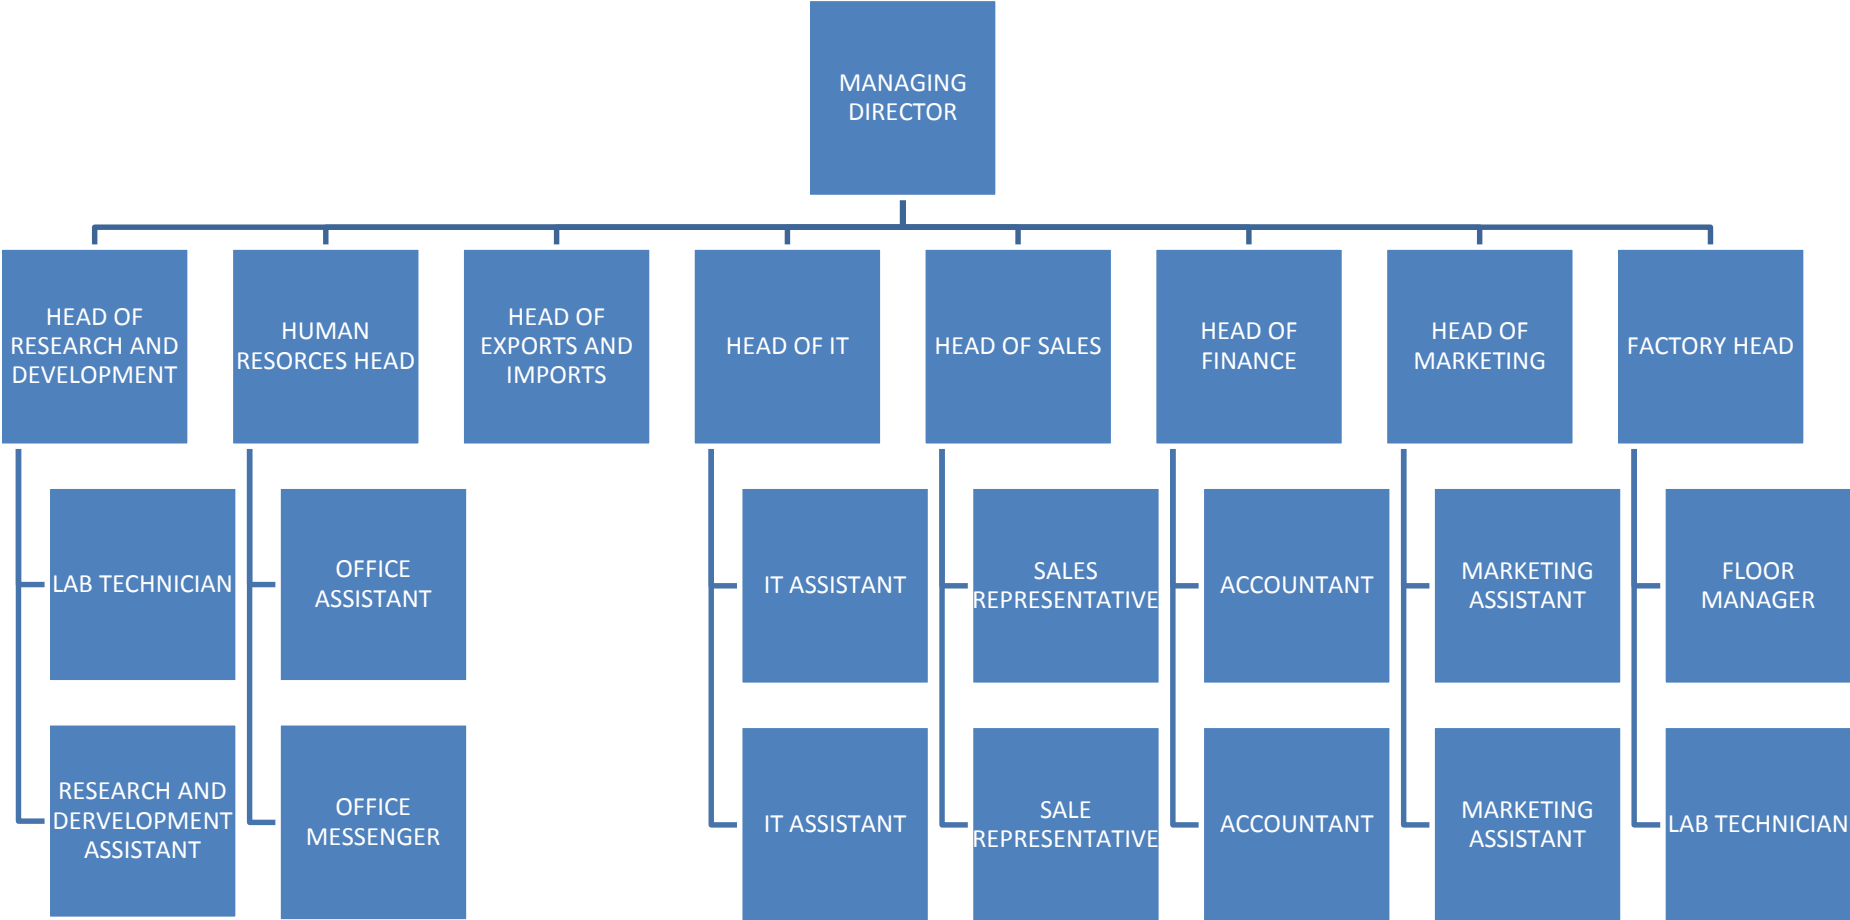 MANAGING
DIRECTOR
HEAD OF
RESEARCH AND
DEVELOPMENT
HUMAN
RESORCES HEAD
HEAD OF
EXPORTS AND
IMPORTS
HEAD OF IT
HEAD OF SALES
HEAD OF
FINANCE
HEAD OF
MARKETING
FACTORY HEAD
LAB TECHNICIAN
OFFICE
ASSISTANT
IT ASSISTANT
SALES
REPRESENTATIVE
ACCOUNTANT
MARKETING
ASSISTANT
FLOOR
MANAGER
RESEARCH AND
DERVELOPMENT
ASSISTANT
OFFICE
MESSENGER
IT ASSISTANT
SALE
REPRESENTATIVE
ACCOUNTANT
MARKETING
ASSISTANT
LAB TECHNICIAN